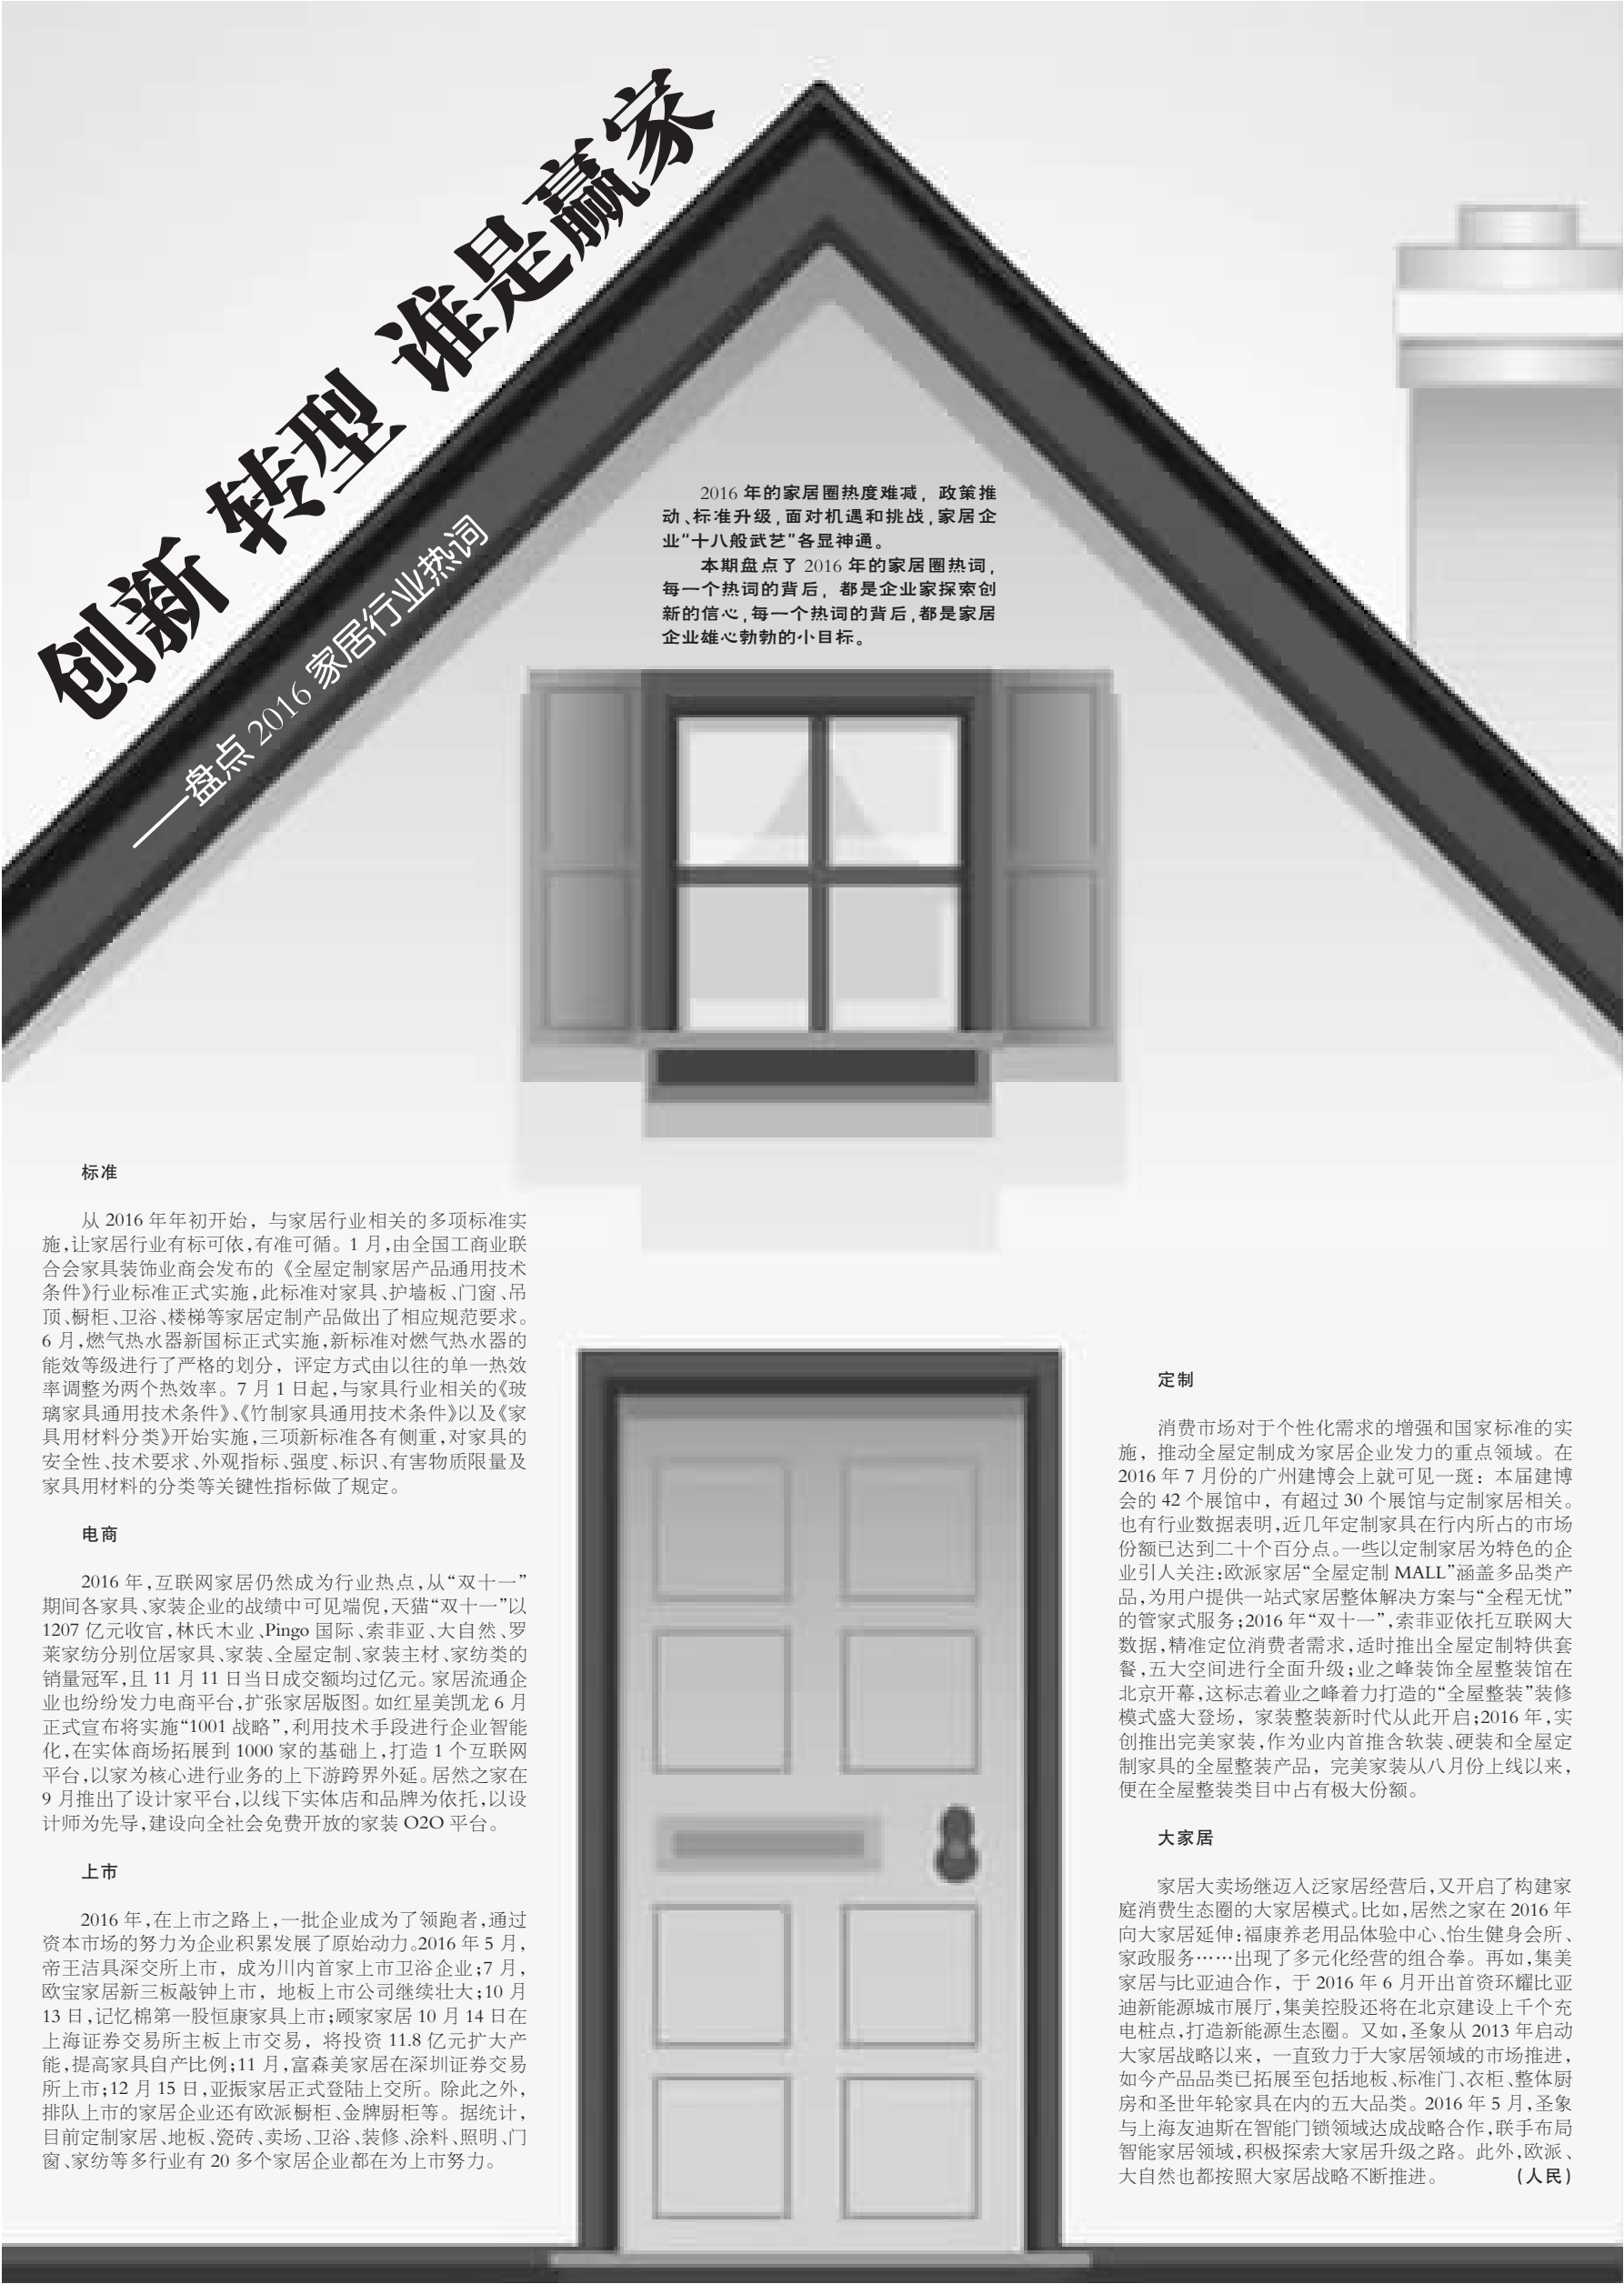 创新 转型 谁是赢家
——盘点 2016 家居行业热词
2016 年的家居圈热度难减，政策推
动、标准升级，面对机遇和挑战，家居企
业“十八般武艺”各显神通。
本期盘点了 2016 年的家居圈热词，
每一个热词的背后，都是企业家探索创
新的信心，每一个热词的背后，都是家居
企业雄心勃勃的小目标。
标准
从 2016 年年初开始，与家居行业相关的多项标准实
施，让家居行业有标可依，有准可循。1 月，由全国工商业联
合会家具装饰业商会发布的《全屋定制家居产品通用技术
条件》行业标准正式实施，此标准对家具、护墙板、门窗、吊
顶、橱柜、卫浴、楼梯等家居定制产品做出了相应规范要求。
6 月，燃气热水器新国标正式实施，新标准对燃气热水器的
能效等级进行了严格的划分，评定方式由以往的单一热效
率调整为两个热效率。7 月 1 日起，与家具行业相关的《玻
璃家具通用技术条件》、《竹制家具通用技术条件》以及《家
具用材料分类》开始实施，三项新标准各有侧重，对家具的
安全性、技术要求、外观指标、强度、标识、有害物质限量及
家具用材料的分类等关键性指标做了规定。
电商
2016 年，互联网家居仍然成为行业热点，从“双十一”
期间各家具、家装企业的战绩中可见端倪，天猫“双十一”以
1207 亿元收官，林氏木业、Pingo 国际、索菲亚、大自然、罗
莱家纺分别位居家具、家装、全屋定制、家装主材、家纺类的
销量冠军，且 11 月 11 日当日成交额均过亿元。家居流通企
业也纷纷发力电商平台，扩张家居版图。如红星美凯龙 6 月
正式宣布将实施“1001 战略”，利用技术手段进行企业智能
化，在实体商场拓展到 1000 家的基础上，打造 1 个互联网
平台，以家为核心进行业务的上下游跨界外延。居然之家在
9 月推出了设计家平台，以线下实体店和品牌为依托，以设
计师为先导，建设向全社会免费开放的家装 O2O 平台。
上市
2016 年，在上市之路上，一批企业成为了领跑者，通过
资本市场的努力为企业积累发展了原始动力。2016 年 5 月，
帝王洁具深交所上市，成为川内首家上市卫浴企业；7 月，
欧宝家居新三板敲钟上市，地板上市公司继续壮大；10 月
13 日，记忆棉第一股恒康家具上市；顾家家居 10 月 14 日在
上海证券交易所主板上市交易，将投资 11.8 亿元扩大产
能，提高家具自产比例；11 月，富森美家居在深圳证券交易
所上市；12 月 15 日，亚振家居正式登陆上交所。除此之外，
排队上市的家居企业还有欧派橱柜、金牌厨柜等。据统计，
目前定制家居、地板、瓷砖、卖场、卫浴、装修、涂料、照明、门
窗、家纺等多行业有 20 多个家居企业都在为上市努力。
定制
消费市场对于个性化需求的增强和国家标准的实
施，推动全屋定制成为家居企业发力的重点领域。在
2016 年 7 月份的广州建博会上就可见一斑：本届建博
会的 42 个展馆中，有超过 30 个展馆与定制家居相关。
也有行业数据表明，近几年定制家具在行内所占的市场
份额已达到二十个百分点。一些以定制家居为特色的企
业引人关注：欧派家居“全屋定制 MALL”涵盖多品类产
品，为用户提供一站式家居整体解决方案与“全程无忧”
的管家式服务；2016 年“双十一”，索菲亚依托互联网大
数据，精准定位消费者需求，适时推出全屋定制特供套
餐，五大空间进行全面升级；业之峰装饰全屋整装馆在
北京开幕，这标志着业之峰着力打造的“全屋整装”装修
模式盛大登场，家装整装新时代从此开启；2016 年，实
创推出完美家装，作为业内首推含软装、硬装和全屋定
制家具的全屋整装产品，完美家装从八月份上线以来，
便在全屋整装类目中占有极大份额。
大家居
家居大卖场继迈入泛家居经营后，又开启了构建家
庭消费生态圈的大家居模式。比如，居然之家在 2016 年
向大家居延伸：福康养老用品体验中心、怡生健身会所、
家政服务……出现了多元化经营的组合拳。再如，集美
家居与比亚迪合作，于 2016 年 6 月开出首资环耀比亚
迪新能源城市展厅，集美控股还将在北京建设上千个充
电桩点，打造新能源生态圈。又如，圣象从 2013 年启动
大家居战略以来，一直致力于大家居领域的市场推进，
如今产品品类已拓展至包括地板、标准门、衣柜、整体厨
房和圣世年轮家具在内的五大品类。2016 年 5 月，圣象
与上海友迪斯在智能门锁领域达成战略合作，联手布局
智能家居领域，积极探索大家居升级之路。此外，欧派、
大自然也都按照大家居战略不断推进。 （人民）